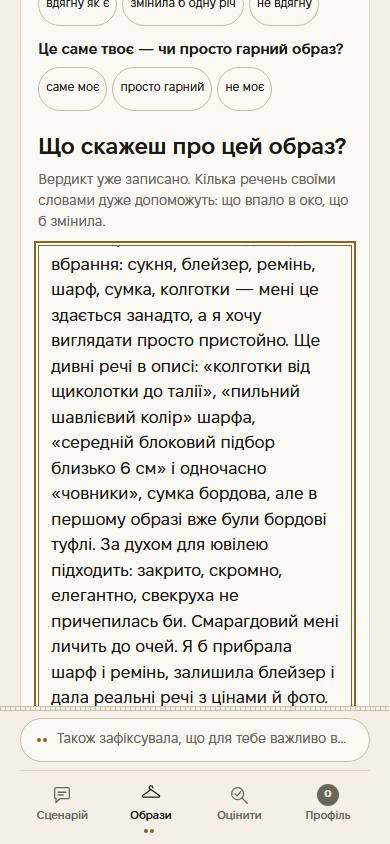 вдягну як є змінила б одну річ не вдягну
Це саме твоє — чи просто гарний образ?
саме моє просто гарний не моє
Що скажеш про цей образ?
Вердикт уже записано. Кілька речень своїми
словами дуже допоможуть: що впало в око, що
б змінила.
вбрання: сукня, блейзер, ремінь,
шарф, сумка, колготки — мені це
здається занадто, а я хочу
виглядати просто пристойно. Ще
дивні речі в описі: «колготки від
щиколотки до талії», «пильний
шавлієвий колір» шарфа,
«середній блоковий підбор
близько 6 см» і одночасно
«човники», сумка бордова, але в
першому образі вже були бордові
туфлі. За духом для ювілею
підходить: закрито, скромно,
елегантно, свекруха не
причепилась би. Смарагдовий мені
личить до очей. Я б прибрала
шарф і ремінь, залишила блейзер і
дала реальні речі з цінами й фото.
Також зафіксувала, що для тебе важливо в...
Сценарій Образи Оцінити 0 Профіль